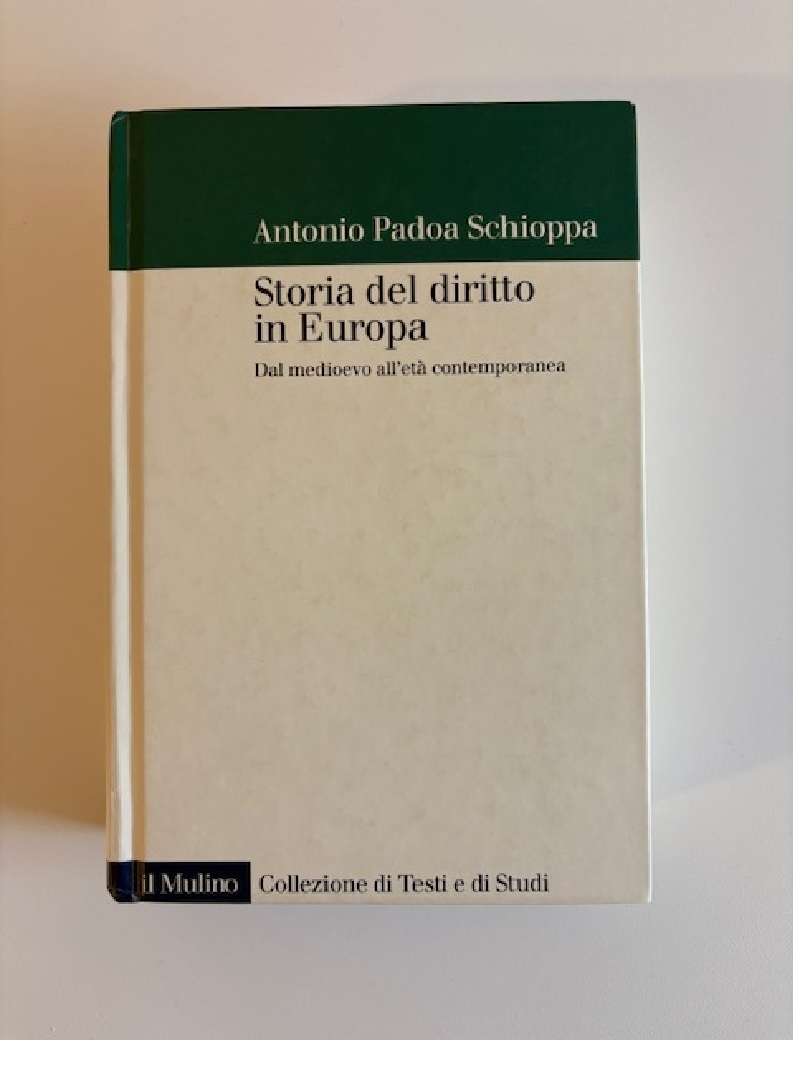 Antonio Padoa Schioppa
Storia del diritto
in Europa
Dal medioevo all'età contemporanea
il Mulino Collezione di Testi e di Studi